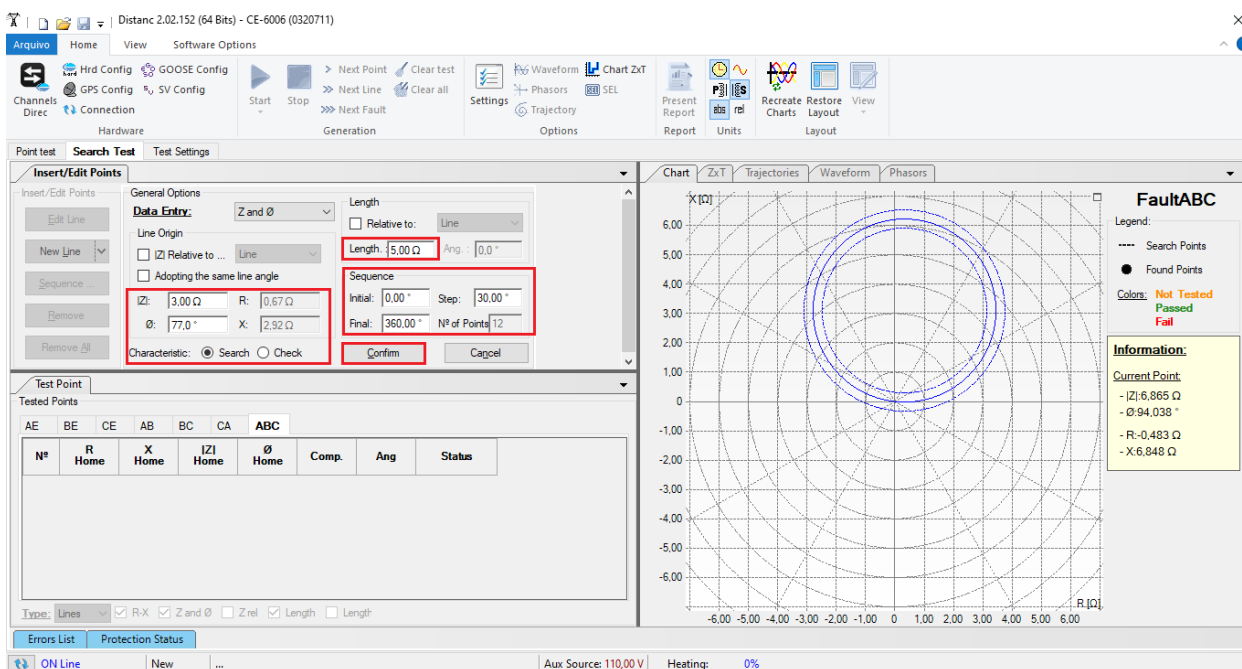 Distanc 2.02.152 (64 Bits) - CE-6006 (0320711)
Arquivo Home View Software Options
Channels Direc
Hrd Config GOOSE Config
GPS Config SV Config
Connection
Hardware
Start Stop
Next Point Clear test
Next Line Clear all
Next Fault
Generation
Settings
Waveform Chart ZxT
Phasors SEL
Trajectory
Options
Present Report
Report
abs rel
Units
Recreate Charts
Restore Layout
View
Layout
Point test Search Test Test Settings
Insert/Edit Points
Insert/Edit Points
Edit Line
New Line
Sequence ...
Remove
Remove All
General Options
Data Entry: Z and Ø
Line Origin
|Z| Relative to ... Line
Adopting the same line angle
|Z|: 3,00 Ω R: 0,67 Ω
Ø: 77,0 ° X: 2,92 Ω
Characteristic: Search Check
Length
Relative to: Line
Length. : 5,00 Ω Ang. : 0,0 °
Sequence
Initial: 0,00 ° Step: 30,00 °
Final: 360,00 ° Nº of Points 12
Confirm Cancel
Test Point
Tested Points
AE BE CE AB BC CA ABC
Nº R Home X Home |Z| Home Ø Home Comp. Ang Status
Type: Lines R-X Z and Ø Z rel Length Length
Chart ZxT Trajectories Waveform Phasors
X [Ω]
6,00
5,00
4,00
3,00
2,00
1,00
0
-1,00
-2,00
-3,00
-4,00
-5,00
-6,00
R [Ω]
-6,00 -5,00 -4,00 -3,00 -2,00 -1,00 0 1,00 2,00 3,00 4,00 5,00 6,00
FaultABC
Legend:
Search Points
Found Points
Colors: Not Tested
Passed
Fail
Information:
Current Point:
- |Z|:6,865 Ω
- Ø:94,038 °
- R:-0,483 Ω
- X:6,848 Ω
Errors List Protection Status
ON Line New ... Aux Source: 110,00 V Heating: 0%